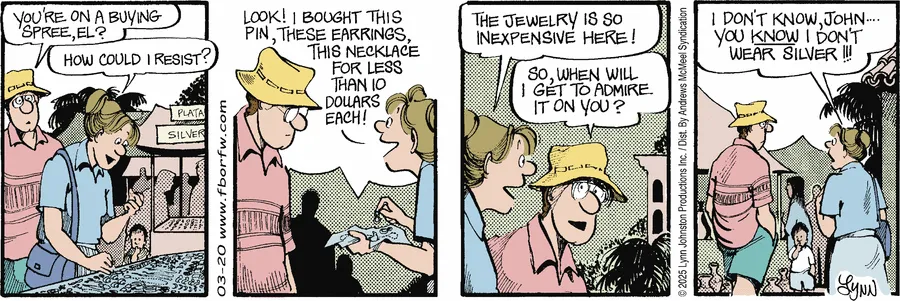 YOU'RE ON A BUYING
SPREE, EL?
HOW COULD I RESIST?
PLATA
SILVER
LOOK! I BOUGHT THIS
PIN, THESE EARRINGS,
THIS NECKLACE
FOR LESS
THAN 10
DOLLARS
EACH!
03-20 www.fborfw.com
THE JEWELRY IS SO
INEXPENSIVE HERE!
SO, WHEN WILL
I GET TO ADMIRE
IT ON YOU?
© 2025 Lynn Johnston Productions Inc. / Dist. By Andrews McMeel Syndication
I DON'T KNOW, JOHN....
YOU KNOW I DON'T
WEAR SILVER!!!
LYNN